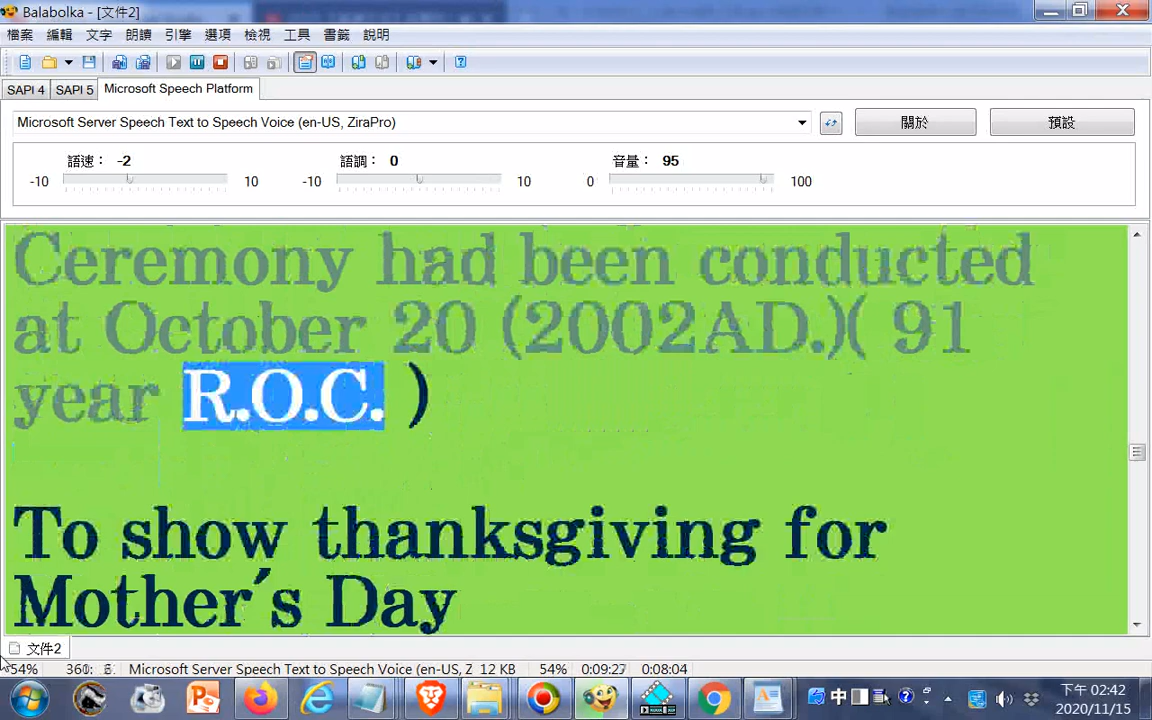 Balabolka - [文件2]
檔案 編輯 文字 朗讀 引擎 選項 檢視 工具 書籤 說明
SAPI 4 SAPI 5 Microsoft Speech Platform
Microsoft Server Speech Text to Speech Voice (en-US, ZiraPro) 關於 預設
語速： -2 語調： 0 音量： 95
-10 10 -10 10 0 100
Ceremony had been conducted
at October 20 (2002AD.)( 91
year R.O.C. )
To show thanksgiving for
Mother's Day
文件2
54% 360: Microsoft Server Speech Text to Speech Voice (en-US, Z 12 KB 54% 0:09:27 0:08:04
中 下午 02:42
2020/11/15